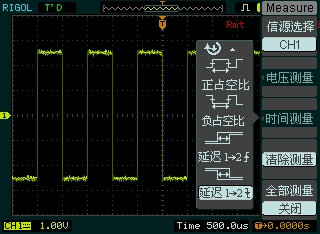 RIGOL T'D
Measure
T
Rmt
信源选择
CH1
电压测量
时间测量
清除测量
全部测量
关闭
正占空比
负占空比
延迟 1→2
延迟 1→2
1
CH1 1.00V
Time 500.0us
T→0.0000s